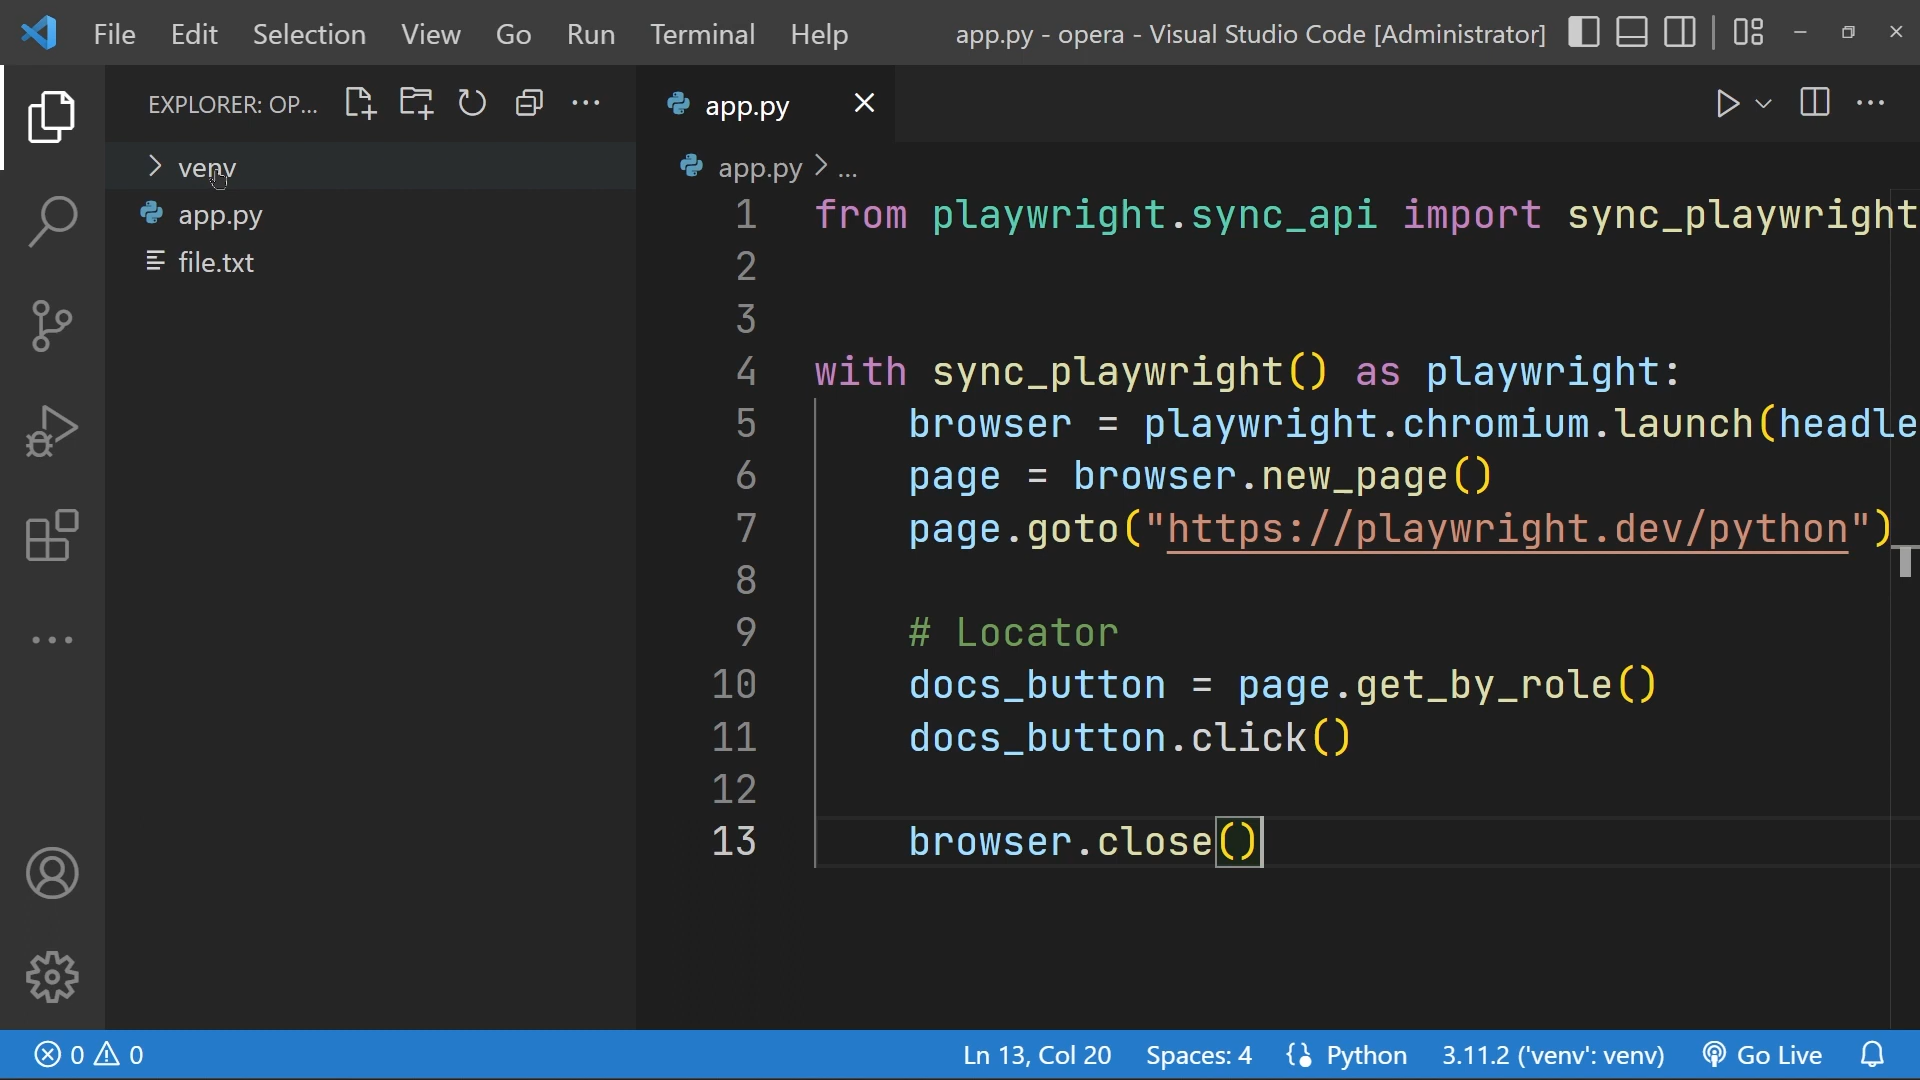 File Edit Selection View Go Run Terminal Help app.py - opera - Visual Studio Code [Administrator]
EXPLORER: OP...
venv
app.py
file.txt
app.py
app.py > ...
1 from playwright.sync_api import sync_playwright
2
3
4 with sync_playwright() as playwright:
5 browser = playwright.chromium.launch(headle
6 page = browser.new_page()
7 page.goto("https://playwright.dev/python")
8
9 # Locator
10 docs_button = page.get_by_role()
11 docs_button.click()
12
13 browser.close()
0 0 Ln 13, Col 20 Spaces: 4 Python 3.11.2 ('venv': venv) Go Live